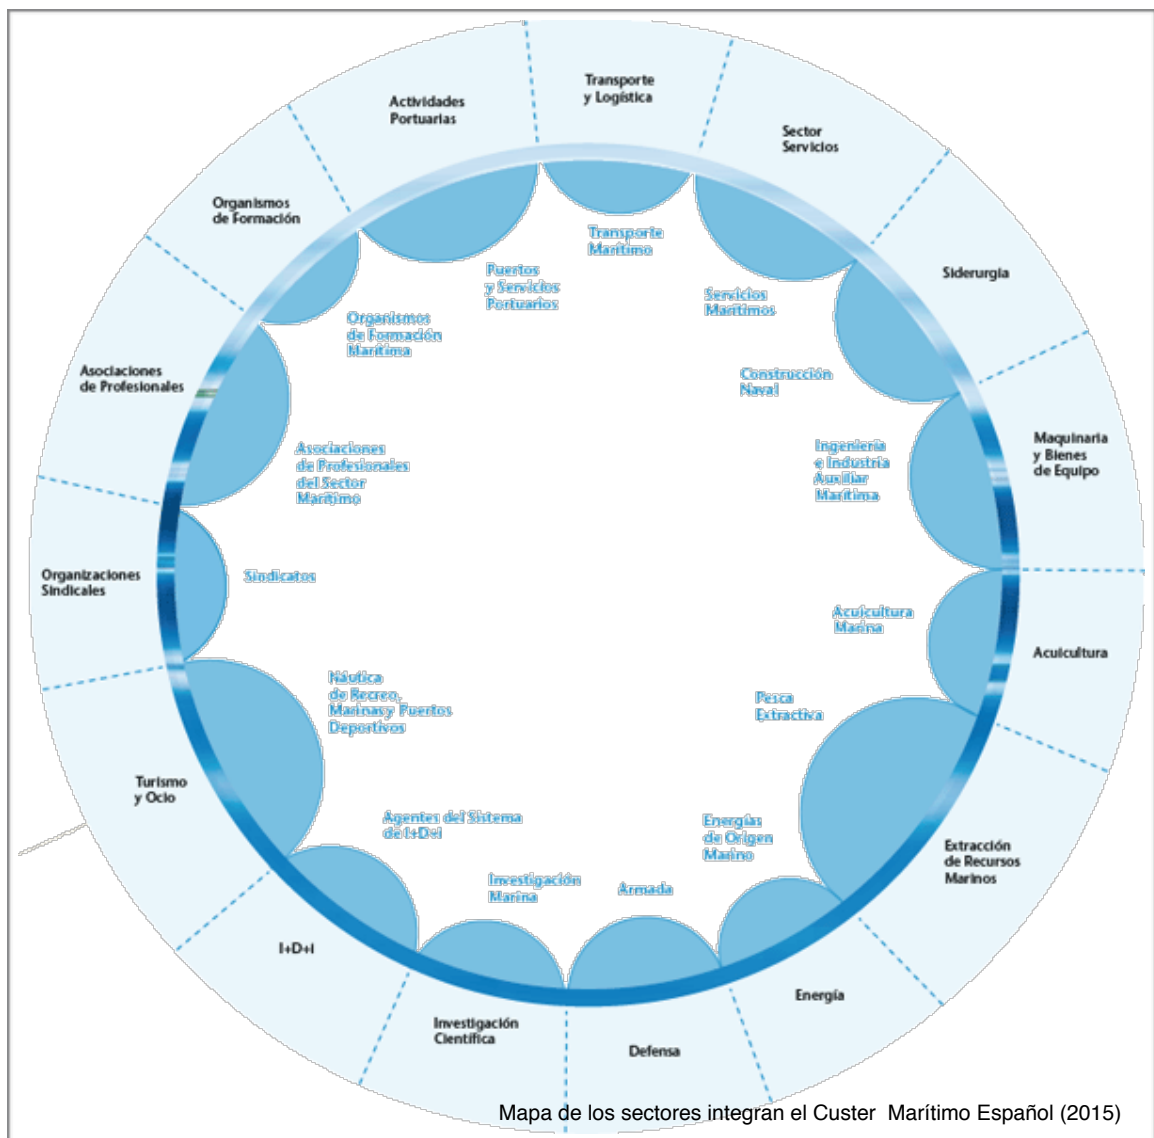 Transporte
y Logística
Sector
Servicios
Siderurgia
Maquinaria
y Bienes
de Equipo
Acuicultura
Extracción
de Recursos
Marinos
Energía
Defensa
Investigación
Científica
I+D+I
Turismo
y Ocio
Organizaciones
Sindicales
Asociaciones
de Profesionales
Organismos
de Formación
Actividades
Portuarias
Transporte
Marítimo
Servicios
Marítimos
Construcción
Naval
Ingeniería
e Industria
Auxiliar
Marítima
Acuicultura
Marina
Pesca
Extractiva
Energías
de Origen
Marino
Armada
Investigación
Marina
Agentes del Sistema
de I+D+i
Náutica
de Recreo,
Marinas y Puertos
Deportivos
Sindicatos
Asociaciones
de Profesionales
del Sector
Marítimo
Organismos
de Formación
Marítima
Puertos
y Servicios
Portuarios
Mapa de los sectores integran el Custer Marítimo Español (2015)